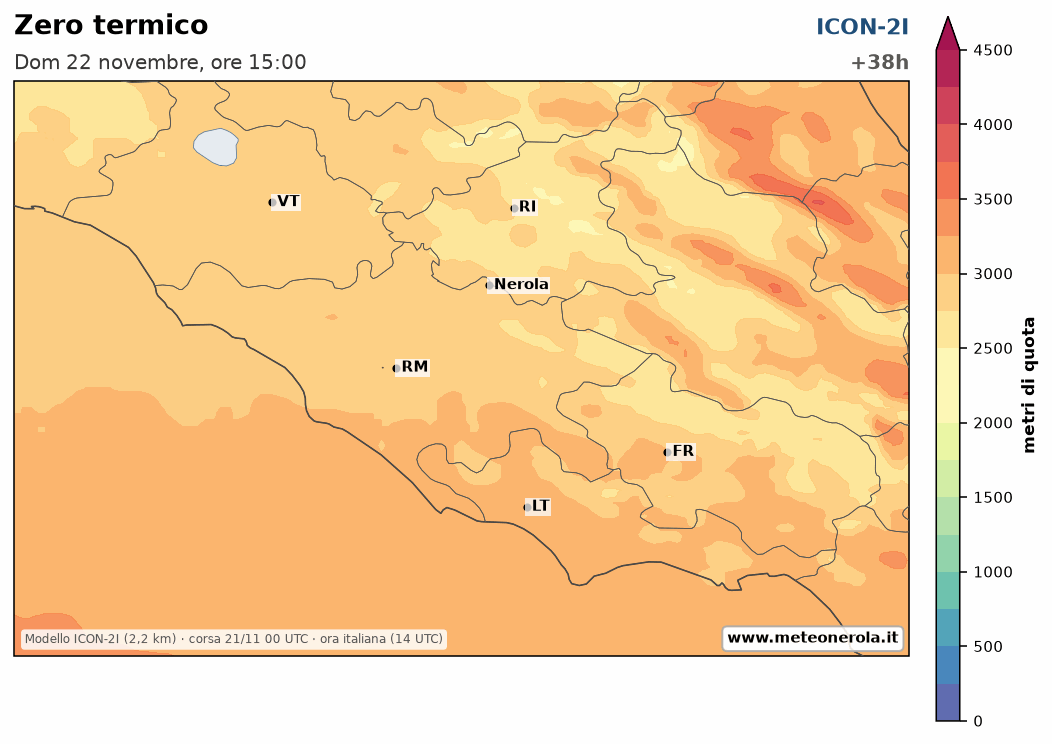 Zero termico
ICON-2I
Dom 22 novembre, ore 15:00
+38h
4500
4000
3500
3000
2500
2000
1500
1000
500
0
metri di quota
VT
RI
Nerola
RM
FR
LT
Modello ICON-2I (2,2 km) · corsa 21/11 00 UTC · ora italiana (14 UTC)
www.meteonerola.it